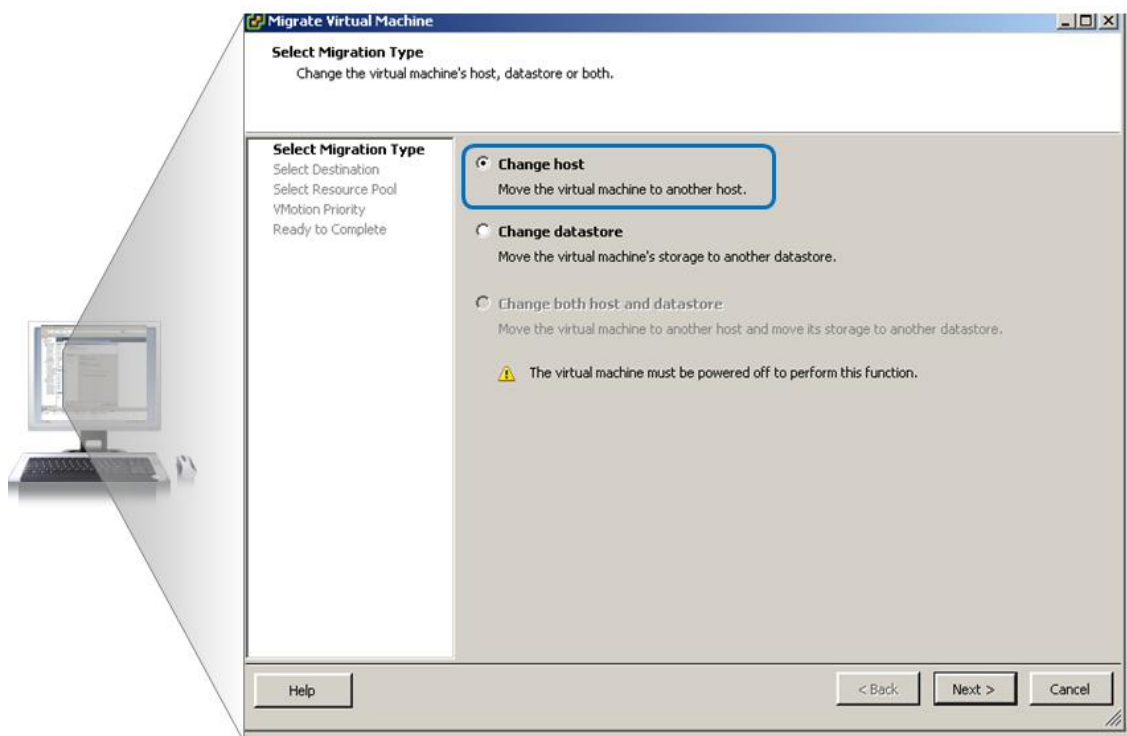 Migrate Virtual Machine
Select Migration Type
Change the virtual machine's host, datastore or both.
Select Migration Type
Select Destination
Select Resource Pool
VMotion Priority
Ready to Complete
Change host
Move the virtual machine to another host.
Change datastore
Move the virtual machine's storage to another datastore.
Change both host and datastore
Move the virtual machine to another host and move its storage to another datastore.
The virtual machine must be powered off to perform this function.
Help
< Back
Next >
Cancel